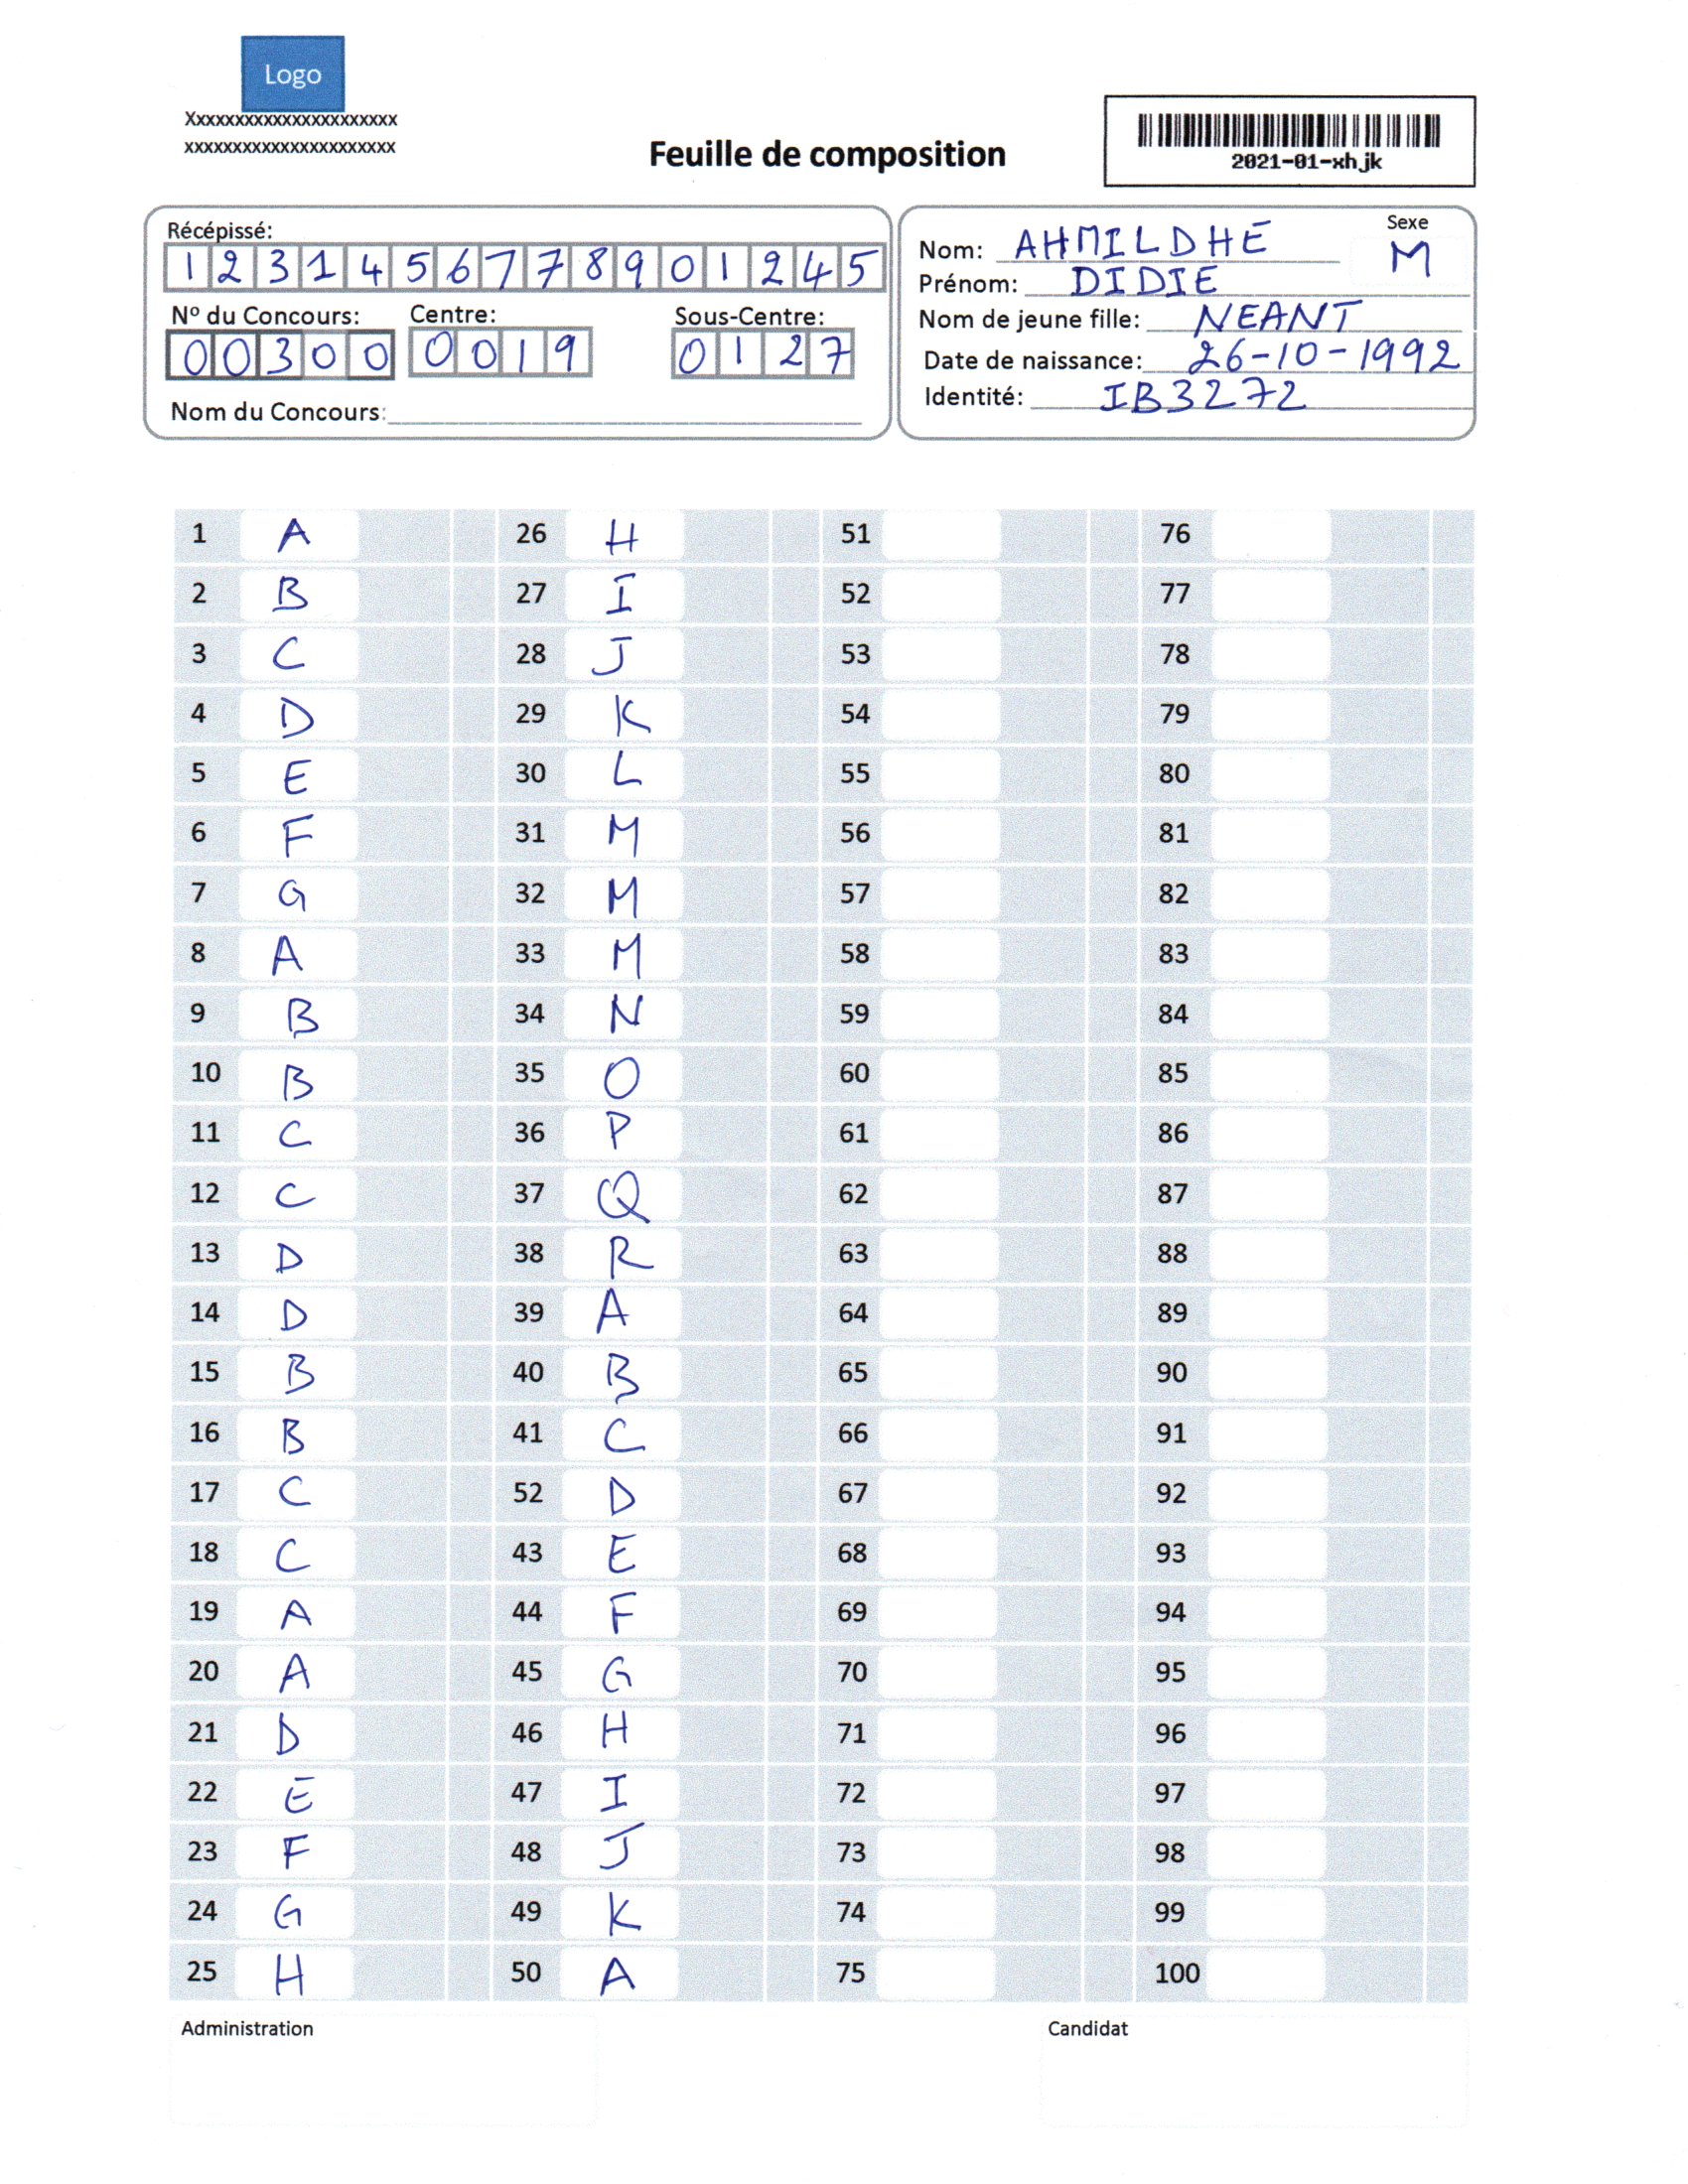 Logo
Xxxxxxxxxxxxxxxxxxxxxx
xxxxxxxxxxxxxxxxxxxxxx
Feuille de composition
2021-01-xhjk
Récépissé:
1 2 3 1 4 5 6 7 7 8 9 0 1 2 4 5
Nº du Concours: Centre: Sous-Centre:
0 0 3 0 0 0 0 1 9 0 1 2 7
Nom du Concours:
Sexe
Nom: AHMILDHE M
Prénom: DIDIE
Nom de jeune fille: NEANT
Date de naissance: 26-10-1992
Identité: IB3272
1 A 26 H 51 76
2 B 27 I 52 77
3 C 28 J 53 78
4 D 29 K 54 79
5 E 30 L 55 80
6 F 31 M 56 81
7 G 32 M 57 82
8 A 33 M 58 83
9 B 34 N 59 84
10 B 35 O 60 85
11 C 36 P 61 86
12 C 37 Q 62 87
13 D 38 R 63 88
14 D 39 A 64 89
15 B 40 B 65 90
16 B 41 C 66 91
17 C 52 D 67 92
18 C 43 E 68 93
19 A 44 F 69 94
20 A 45 G 70 95
21 D 46 H 71 96
22 E 47 I 72 97
23 F 48 J 73 98
24 G 49 K 74 99
25 H 50 A 75 100
Administration Candidat